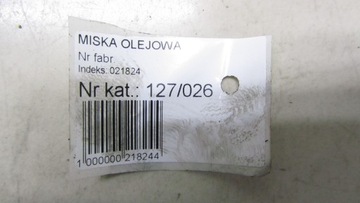 MISKA OLEJOWA
Nr fabr.
Indeks: 021824
Nr kat.: 127/026
1 000000 218244